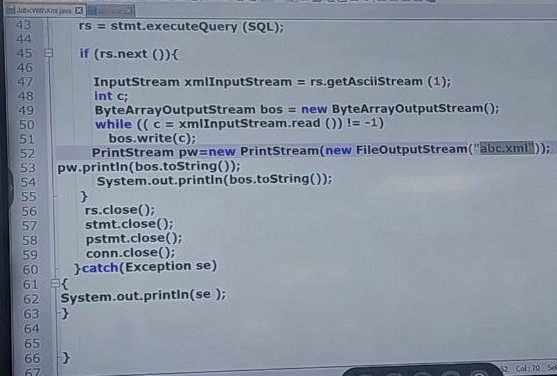 JdbcWithXml.java
43 rs = stmt.executeQuery (SQL);
44
45 if (rs.next ()){
46
47 InputStream xmlInputStream = rs.getAsciiStream (1);
48 int c;
49 ByteArrayOutputStream bos = new ByteArrayOutputStream();
50 while (( c = xmlInputStream.read ()) != -1)
51 bos.write(c);
52 PrintStream pw=new PrintStream(new FileOutputStream("abc.xml"));
53 pw.println(bos.toString());
54 System.out.println(bos.toString());
55 }
56 rs.close();
57 stmt.close();
58 pstmt.close();
59 conn.close();
60 }catch(Exception se)
61 {
62 System.out.println(se );
63 }
64
65
66 }
67
52 Col: 70